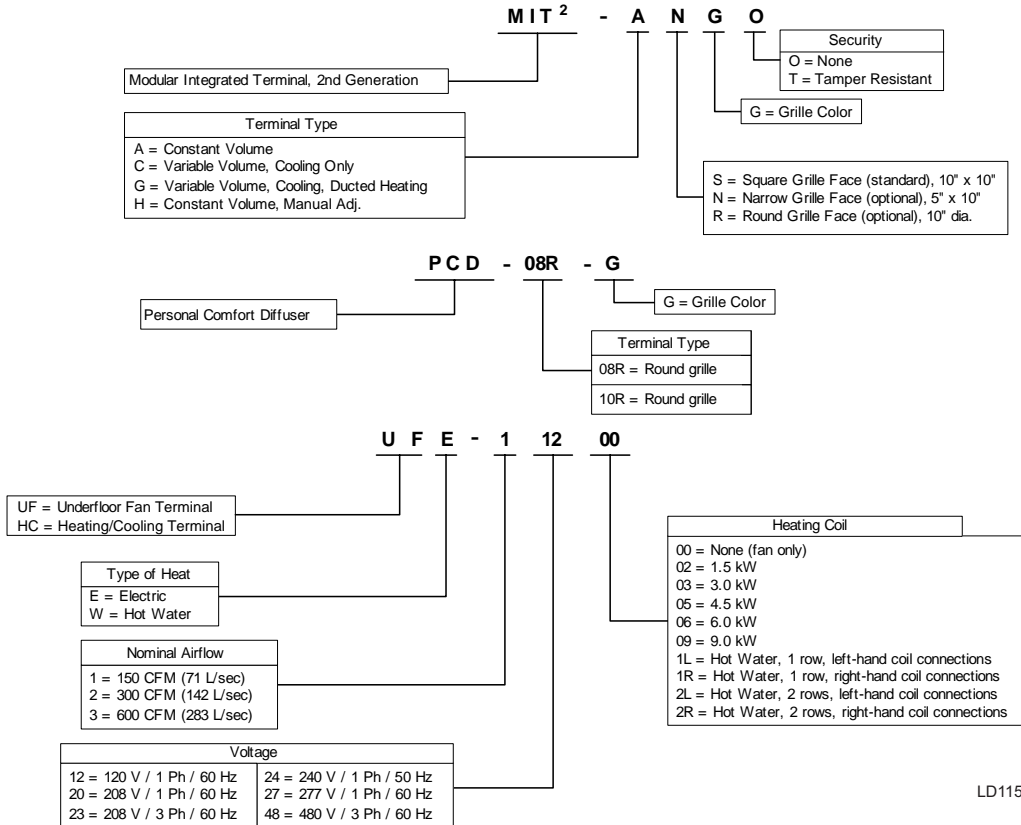 MIT² - A N G O
Security
O = None
T = Tamper Resistant
Modular Integrated Terminal, 2nd Generation
G = Grille Color
Terminal Type
A = Constant Volume
C = Variable Volume, Cooling Only
G = Variable Volume, Cooling, Ducted Heating
H = Constant Volume, Manual Adj.
S = Square Grille Face (standard), 10" x 10"
N = Narrow Grille Face (optional), 5" x 10"
R = Round Grille Face (optional), 10" dia.
PCD - 08R - G
G = Grille Color
Personal Comfort Diffuser
Terminal Type
08R = Round grille
10R = Round grille
U F E - 1 12 00
UF = Underfloor Fan Terminal
HC = Heating/Cooling Terminal
Heating Coil
00 = None (fan only)
02 = 1.5 kW
03 = 3.0 kW
05 = 4.5 kW
06 = 6.0 kW
09 = 9.0 kW
1L = Hot Water, 1 row, left-hand coil connections
1R = Hot Water, 1 row, right-hand coil connections
2L = Hot Water, 2 rows, left-hand coil connections
2R = Hot Water, 2 rows, right-hand coil connections
Type of Heat
E = Electric
W = Hot Water
Nominal Airflow
1 = 150 CFM (71 L/sec)
2 = 300 CFM (142 L/sec)
3 = 600 CFM (283 L/sec)
Voltage
12 = 120 V / 1 Ph / 60 Hz
20 = 208 V / 1 Ph / 60 Hz
23 = 208 V / 3 Ph / 60 Hz
24 = 240 V / 1 Ph / 50 Hz
27 = 277 V / 1 Ph / 60 Hz
48 = 480 V / 3 Ph / 60 Hz
LD115